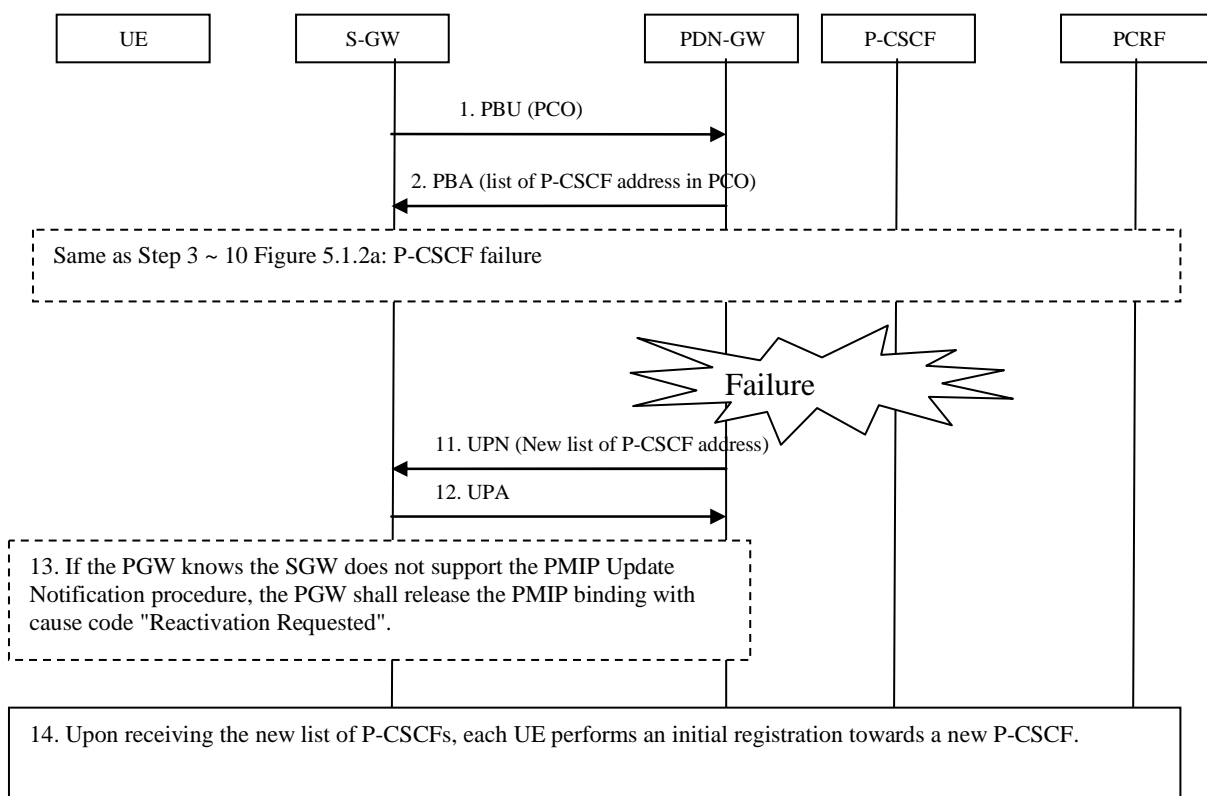 UE
S-GW
PDN-GW
P-CSCF
PCRF
1. PBU (PCO)
2. PBA (list of P-CSCF address in PCO)
Same as Step 3 ~ 10 Figure 5.1.2a: P-CSCF failure
Failure
11. UPN (New list of P-CSCF address)
12. UPA
13. If the PGW knows the SGW does not support the PMIP Update
Notification procedure, the PGW shall release the PMIP binding with
cause code "Reactivation Requested".
14. Upon receiving the new list of P-CSCFs, each UE performs an initial registration towards a new P-CSCF.